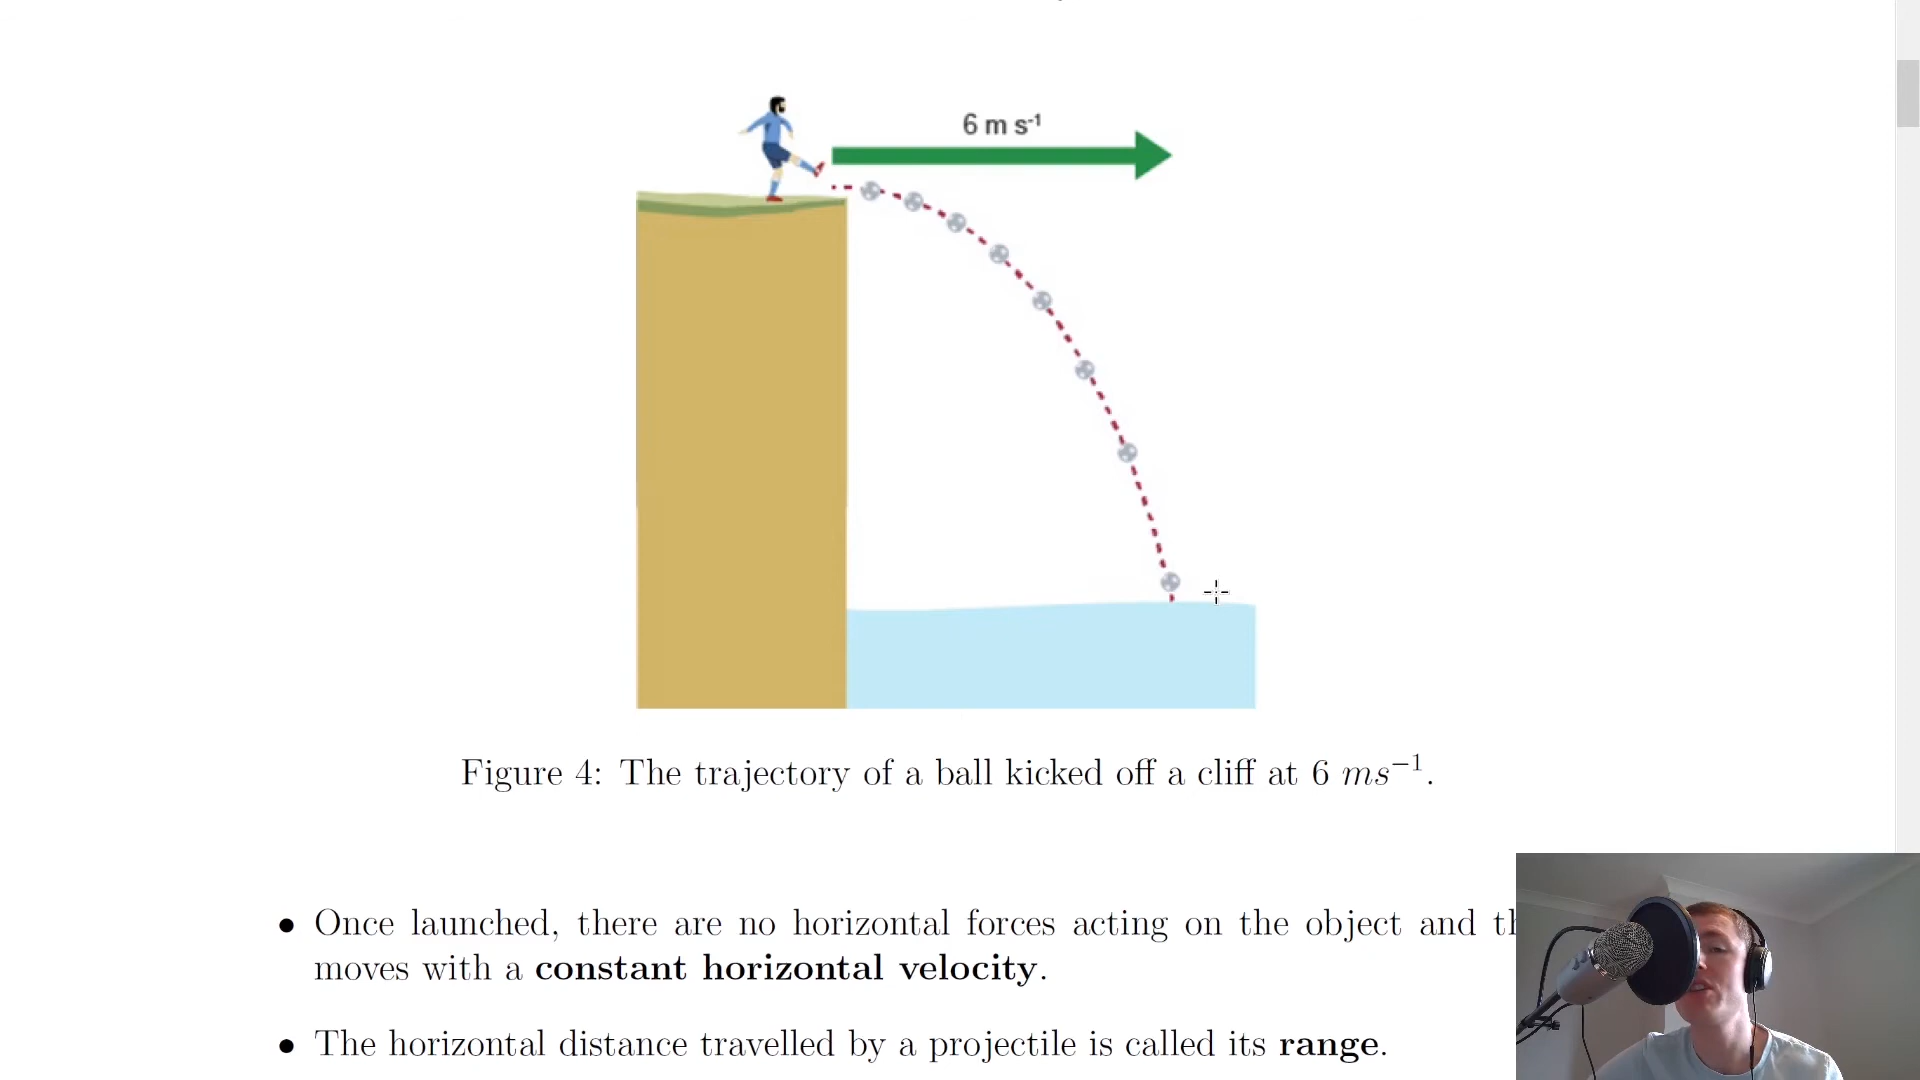 6 m s⁻¹
Figure 4: The trajectory of a ball kicked off a cliff at 6 ms⁻¹.
• Once launched, there are no horizontal forces acting on the object and
moves with a constant horizontal velocity.
• The horizontal distance travelled by a projectile is called its range.